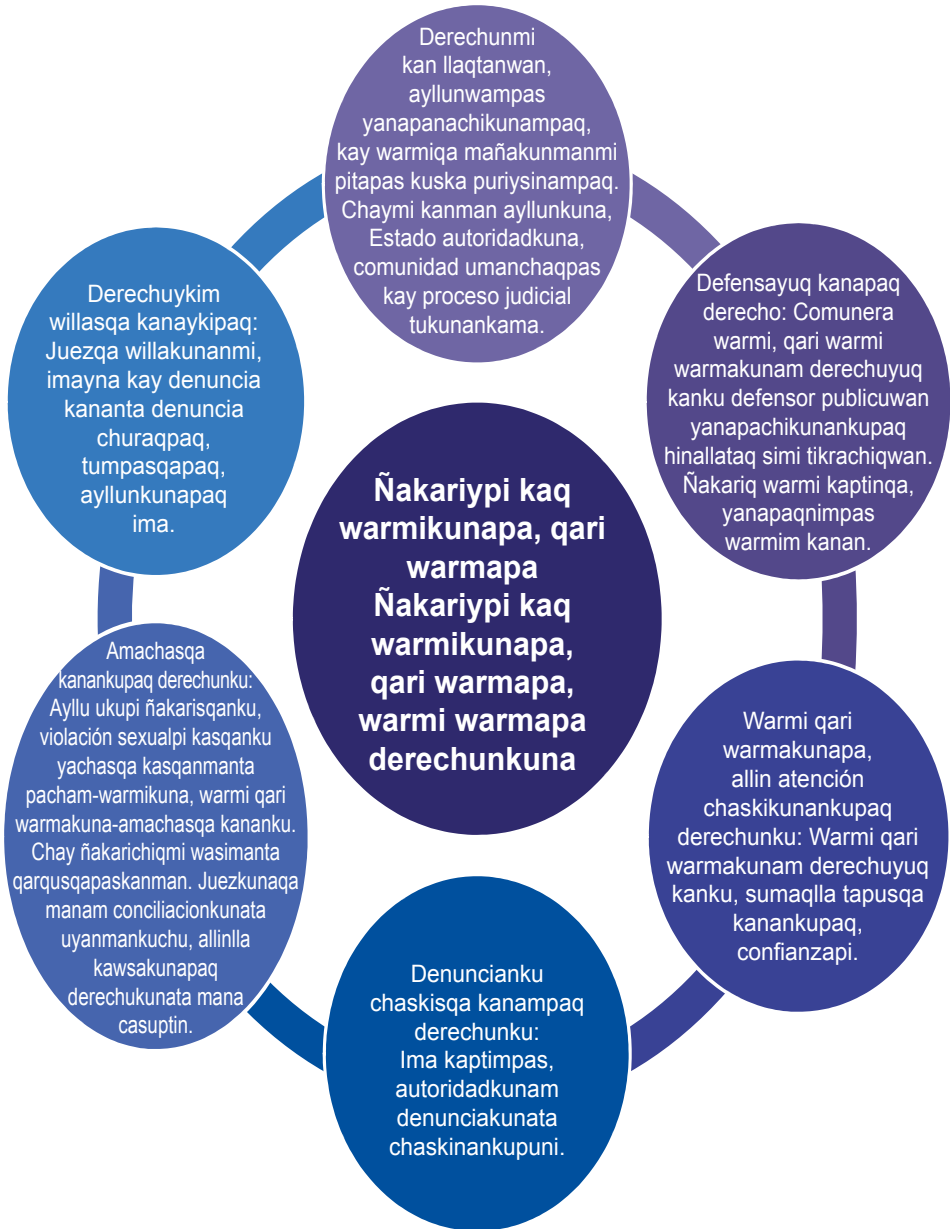 Derechunmi
kan llaqtanwan,
ayllunwampas
yanapanachikunampaq,
kay warmiqa mañakunmanmi
pitapas kuska puriysinampaq.
Chaymi kanman ayllunkuna,
Estado autoridadkuna,
comunidad umanchaqpas
kay proceso judicial
tukunankama.
Defensayuq kanapaq
derecho: Comunera
warmi, qari warmi
warmakunam derechuyuq
kanku defensor publicuwan
yanapachikunankupaq
hinallataq simi tikrachiqwan.
Ñakariq warmi kaptinqa,
yanapaqnimpas
warmim kanan.
Warmi qari
warmakunapa,
allin atención
chaskikunankupaq
derechunku: Warmi qari
warmakunam derechuyuq
kanku, sumaqlla tapusqa
kanankupaq,
confianzapi.
Denuncianku
chaskisqa kanampaq
derechunku:
Ima kaptimpas,
autoridadkunam
denunciakunata
chaskinankupuni.
Amachasqa
kanankupaq derechunku:
Ayllu ukupi ñakarisqanku,
violación sexualpi kasqanku
yachasqa kasqanmanta
pacham-warmikuna, warmi qari
warmakuna-amachasqa kananku.
Chay ñakarichiqmi wasimanta
qarqusqapaskanman. Juezkunaqa
manam conciliacionkunata
uyanmankuchu, allinlla
kawsakunapaq
derechukunata mana
casuptin.
Derechuykim
willasqa kanaykipaq:
Juezqa willakunanmi,
imayna kay denuncia
kananta denuncia
churaqpaq,
tumpasqapaq,
ayllunkunapaq
ima.
Ñakariypi kaq
warmikunapa, qari
warmapa
Ñakariypi kaq
warmikunapa,
qari warmapa,
warmi warmapa
derechunkuna